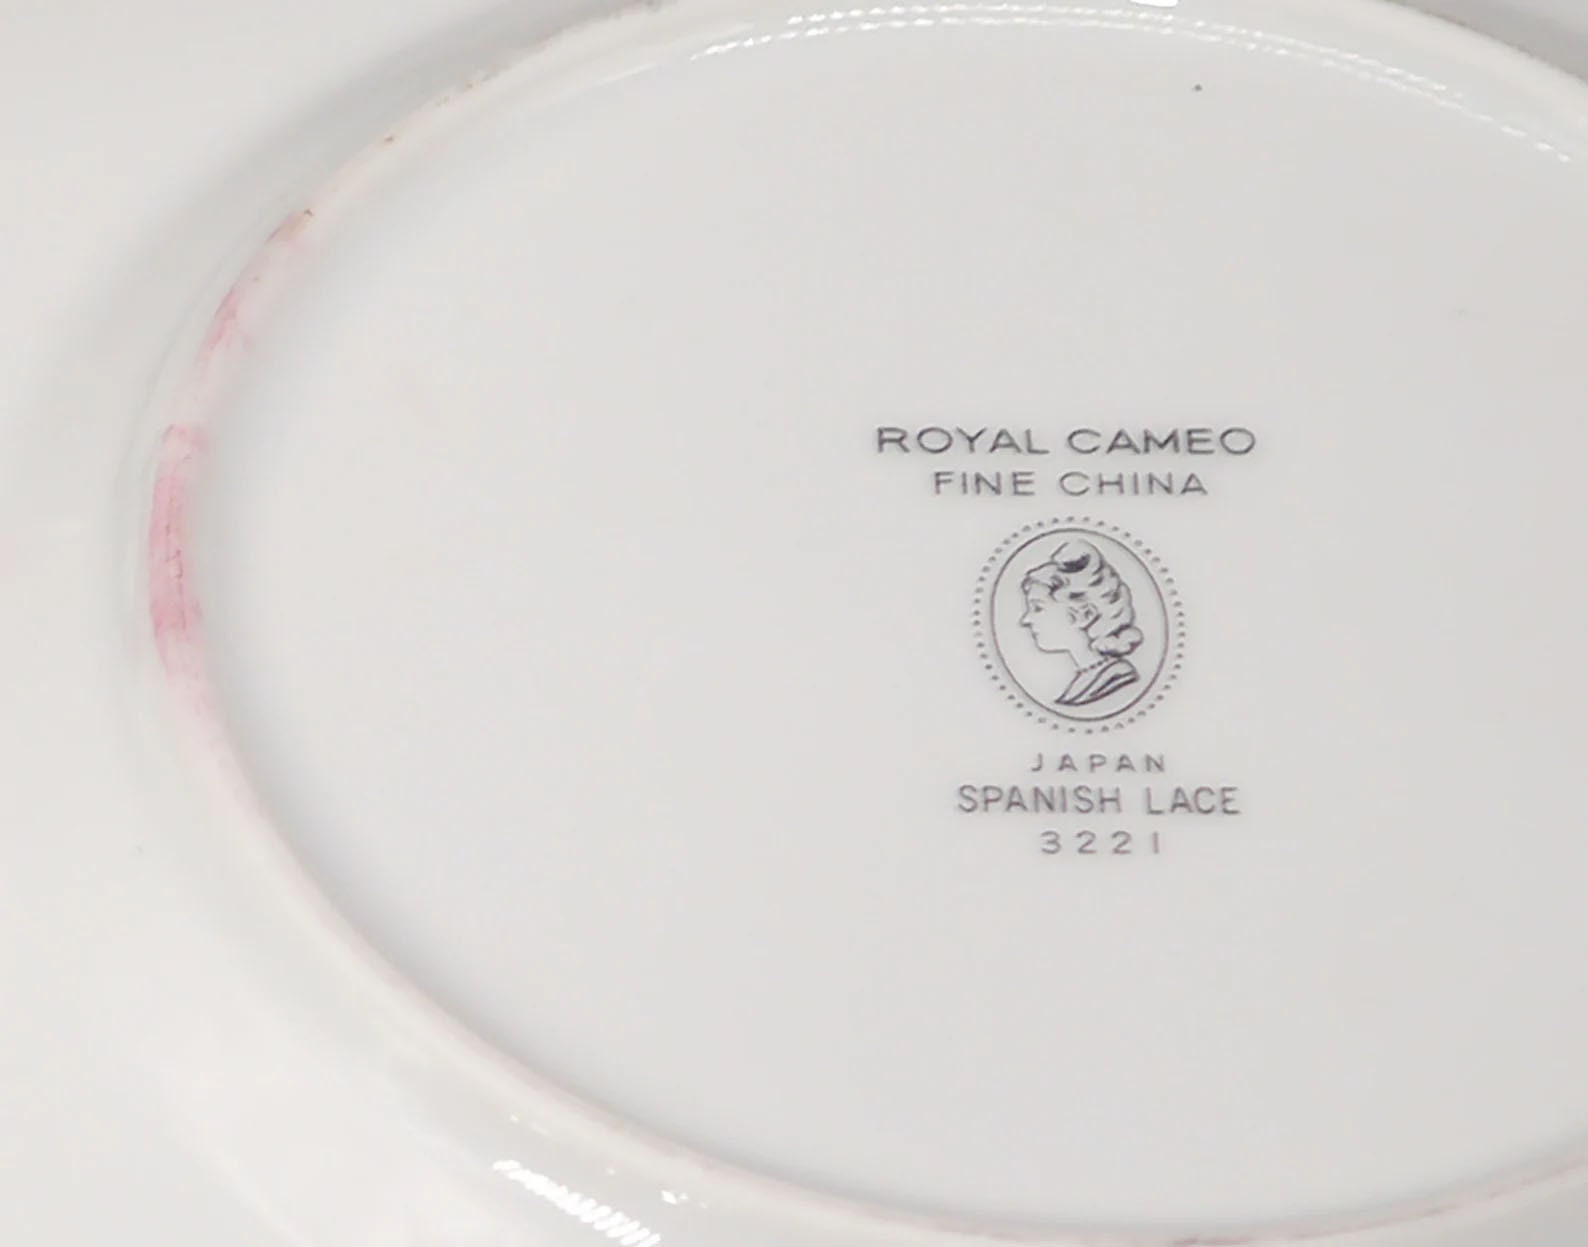 ROYAL CAMEO
FINE CHINA
JAPAN
SPANISH LACE
3221